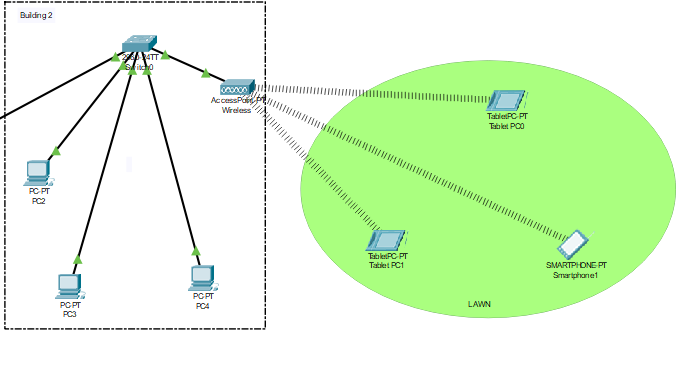 Building 2
2960-24TT
Switch0
AccessPoint-PT
Wireless
TabletPC-PT
Tablet PC0
PC-PT
PC2
TabletPC-PT
Tablet PC1
SMARTPHONE-PT
Smartphone1
PC-PT
PC3
PC-PT
PC4
LAWN